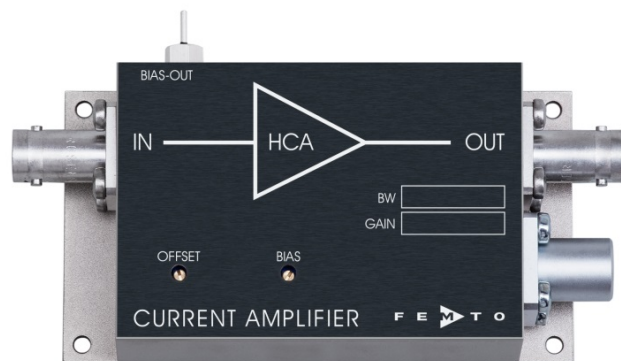 BIAS-OUT
IN HCA OUT
BW
GAIN
OFFSET BIAS
CURRENT AMPLIFIER FEMTO